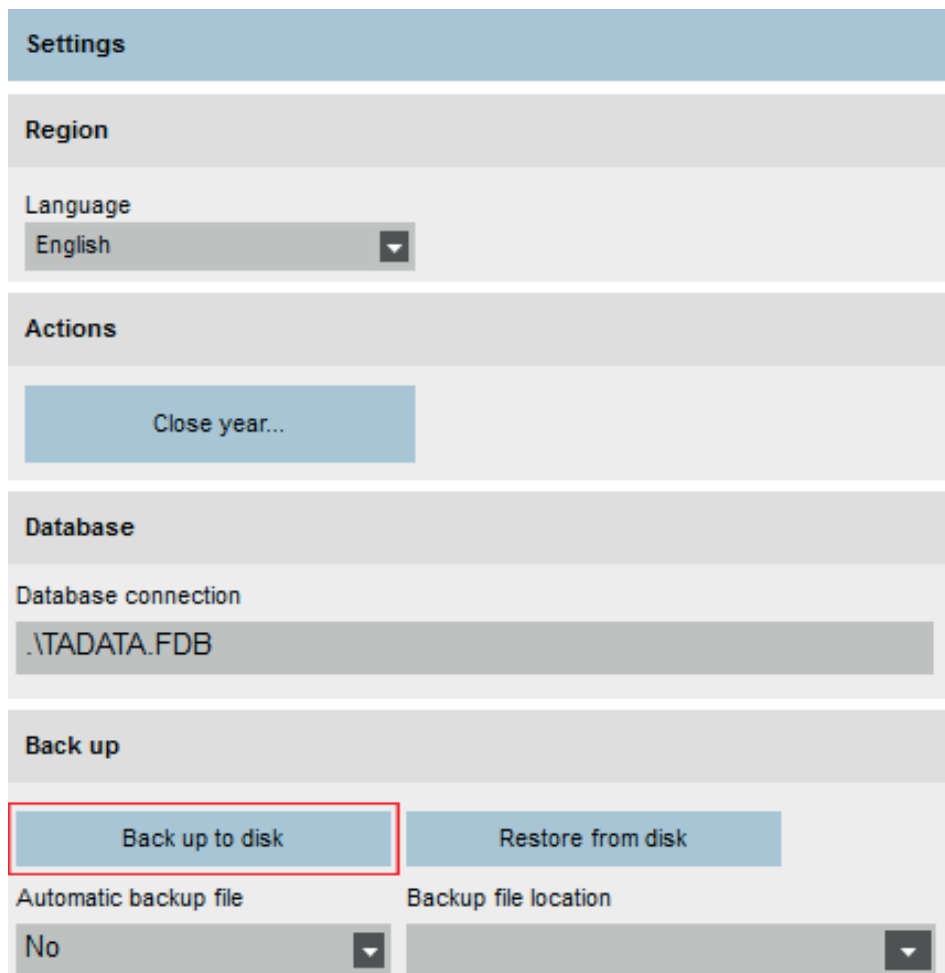 Settings
Region
Language
English
Actions
Close year...
Database
Database connection
.\TADATA.FDB
Back up
Back up to disk
Restore from disk
Automatic backup file
Backup file location
No